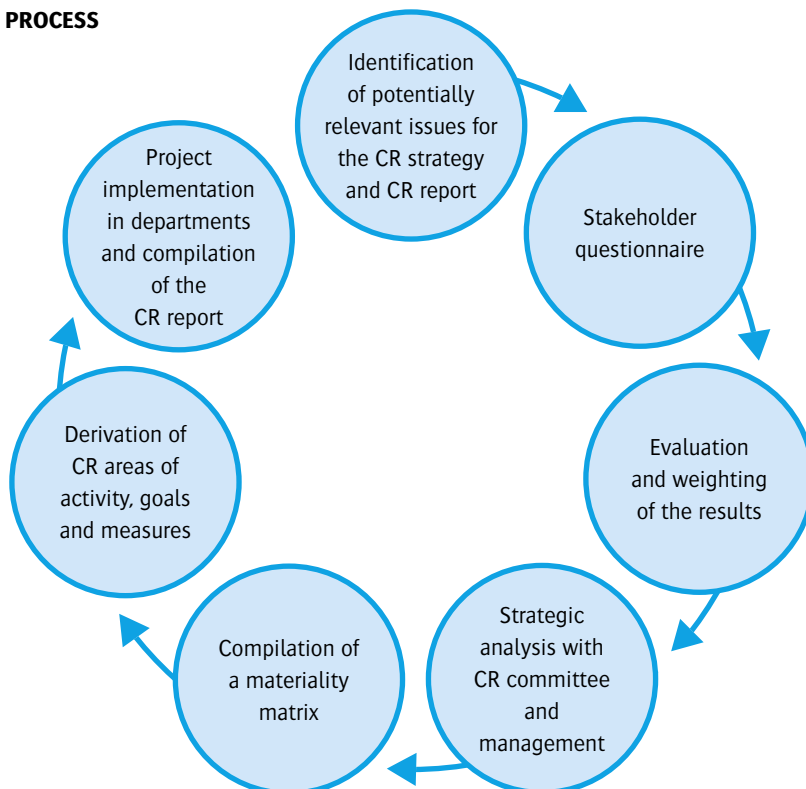 PROCESS
Identification
of potentially
relevant issues for
the CR strategy
and CR report
Stakeholder
questionnaire
Evaluation
and weighting
of the results
Strategic
analysis with
CR committee
and
management
Compilation of
a materiality
matrix
Derivation of
CR areas of
activity, goals
and measures
Project
implementation
in departments
and compilation
of the
CR report